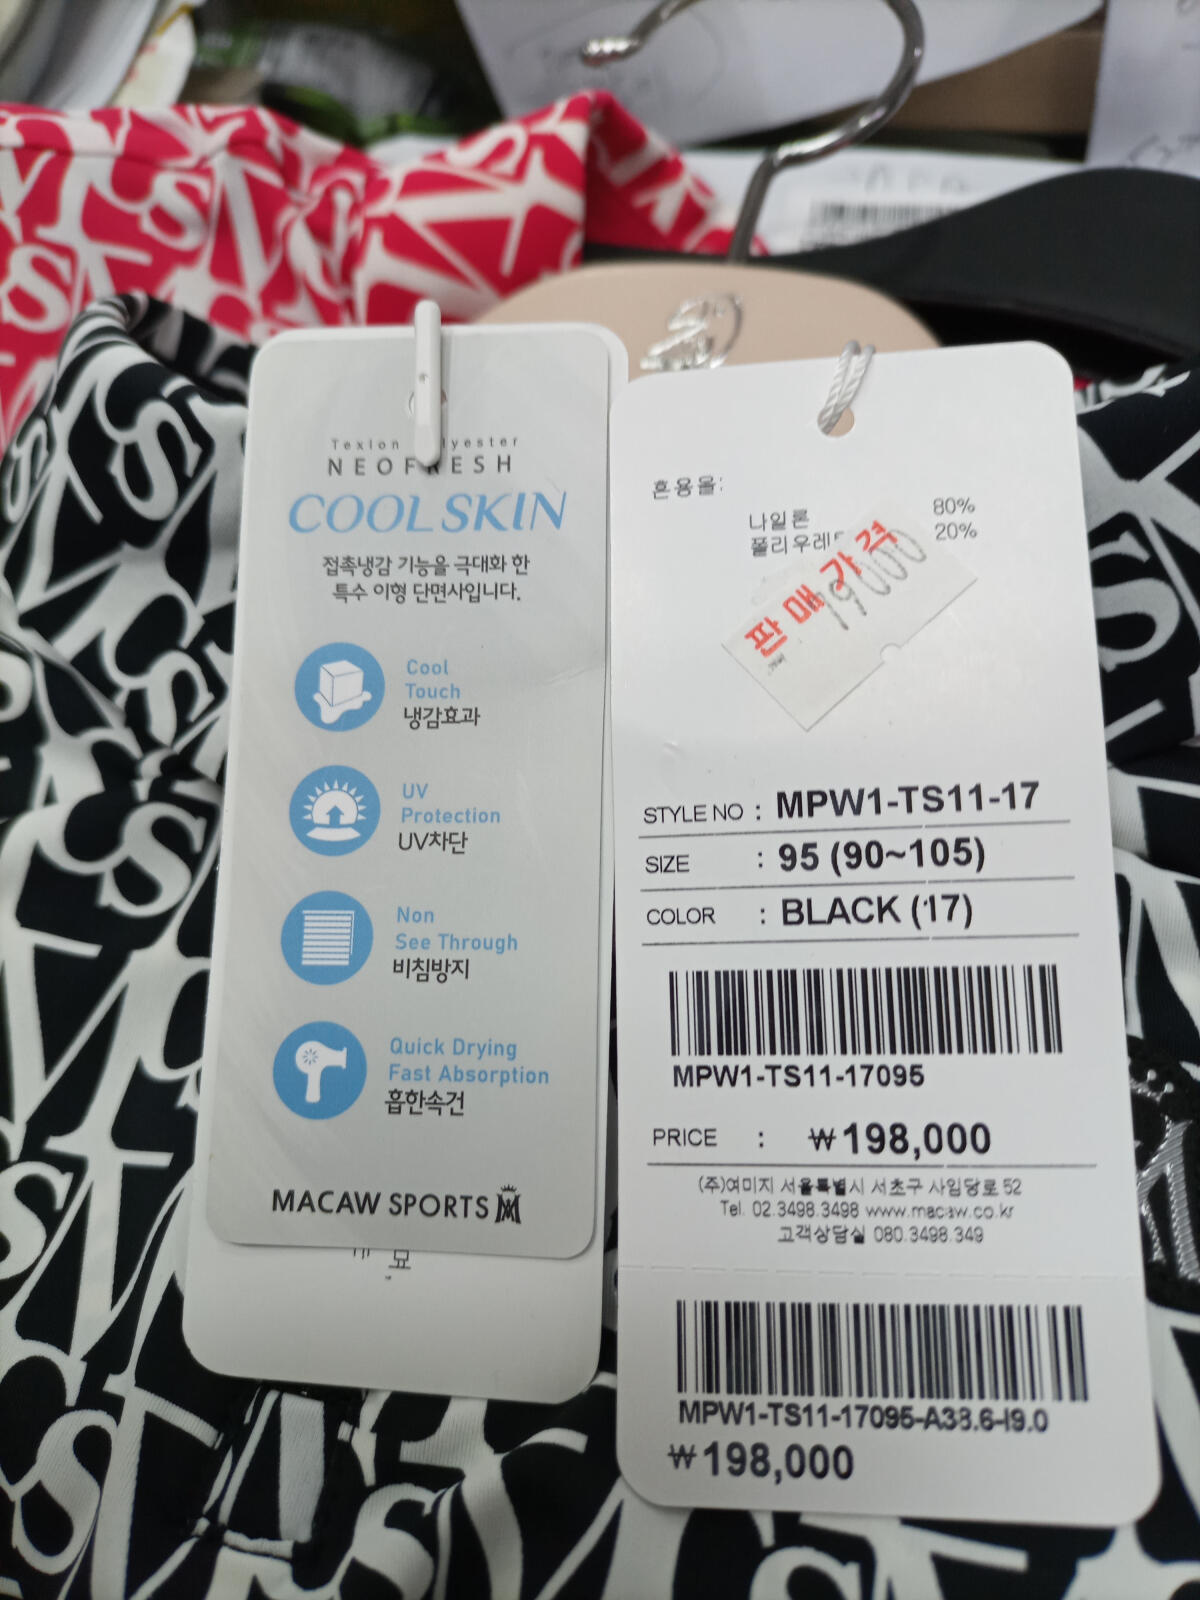 Texlon
NEOFRESH
COOL SKIN
접촉냉감 기능을 극대화 한
특수 이형 단면사입니다.
Cool
Touch
냉감효과
UV
Protection
UV차단
Non
See Through
비침방지
Quick Drying
Fast Absorption
흡한속건
MACAW SPORTS
혼용율:
나일론 80%
20%
판매가격
STYLE NO : MPW1-TS11-17
SIZE : 95 (90~105)
COLOR : BLACK (17)
MPW1-TS11-17095
PRICE : ₩198,000
(주)여미지 서울특별시 서초구 사임당로 52
Tel. 02.3498.3498 www.macaw.co.kr
고객상담실 080.3498.349
MPW1-TS11-17095-A38.6-I9.0
₩198,000